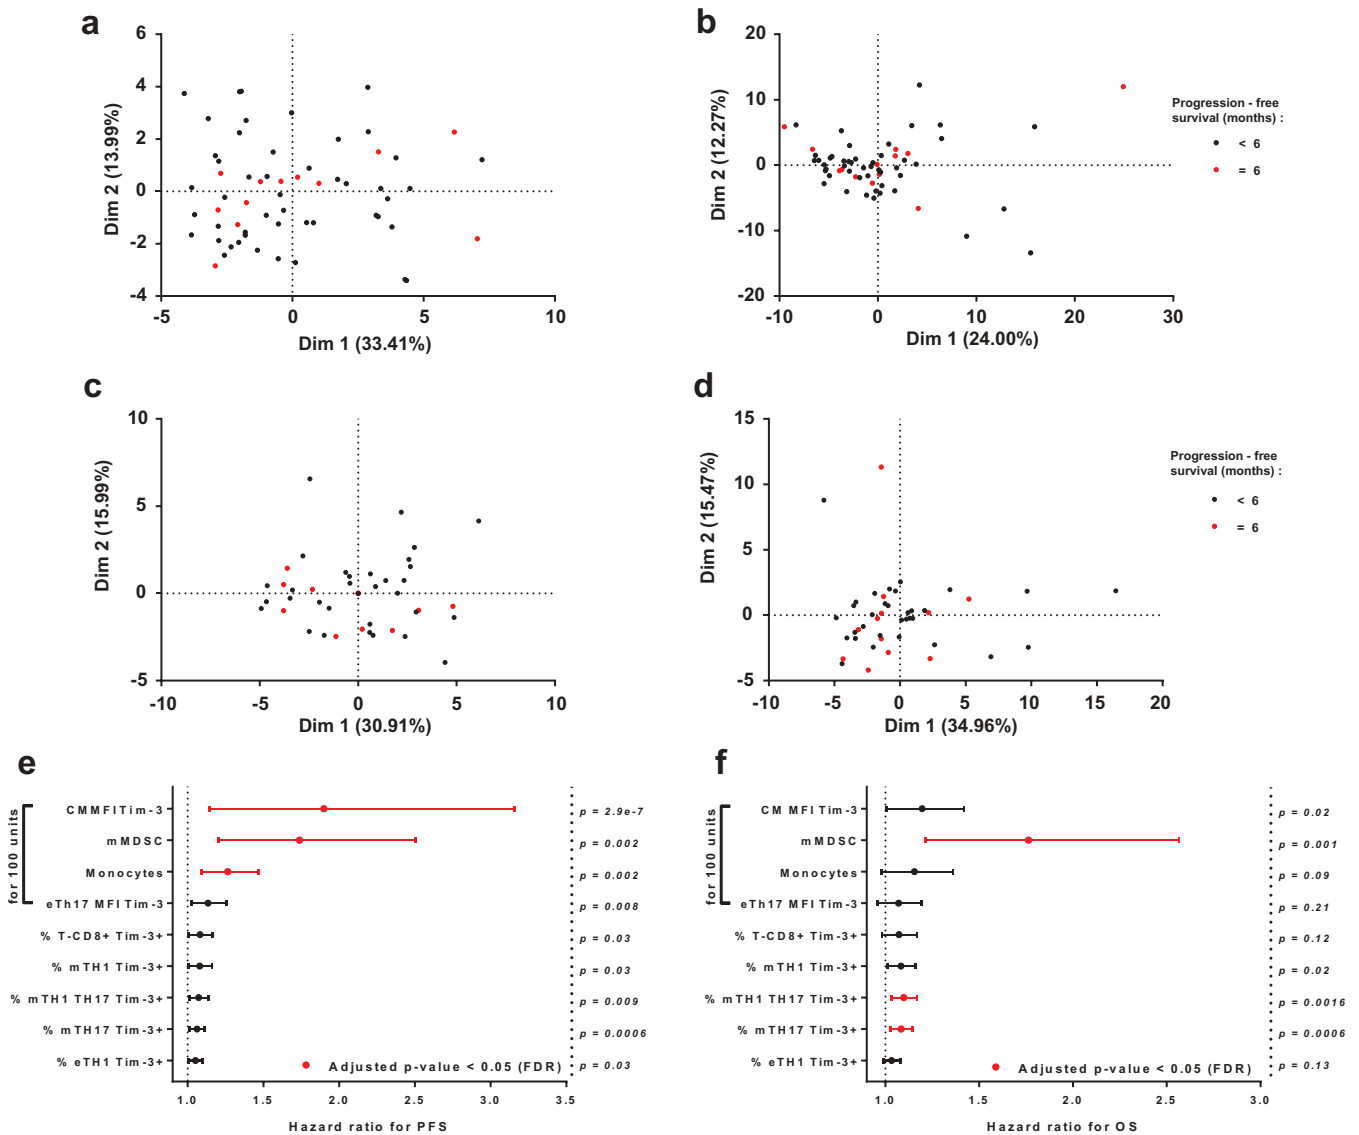 a
6
4
2
0
-2
-4
Dim 2 (13.99%)
-5
0
5
10
Dim 1 (33.41%)
b
20
10
0
-10
-20
Dim 2 (12.27%)
-10
0
10
20
30
Dim 1 (24.00%)
Progression - free
survival (months) :
< 6
= 6
c
10
5
0
-5
Dim 2 (15.99%)
-10
-5
0
5
10
Dim 1 (30.91%)
d
15
10
5
0
-5
Dim 2 (15.47%)
-10
-5
0
5
10
15
20
Dim 1 (34.96%)
Progression - free
survival (months) :
< 6
= 6
e
for 100 units
CMMFITim-3
p = 2.9e-7
mMDSC
p = 0.002
Monocytes
p = 0.002
eTh17 MFI Tim-3
p = 0.008
% T-CD8+ Tim-3+
p = 0.03
% mTH1 Tim-3+
p = 0.03
% mTH1 TH17 Tim-3+
p = 0.009
% mTH17 Tim-3+
p = 0.0006
% eTH1 Tim-3+
p = 0.03
Adjusted p-value < 0.05 (FDR)
1.0
1.5
2.0
2.5
3.0
3.5
Hazard ratio for PFS
f
for 100 units
CM MFI Tim-3
p = 0.02
mMDSC
p = 0.001
Monocytes
p = 0.09
eTh17 MFI Tim-3
p = 0.21
% T-CD8+ Tim-3+
p = 0.12
% mTH1 Tim-3+
p = 0.02
% mTH1 TH17 Tim-3+
p = 0.0016
% mTH17 Tim-3+
p = 0.0006
% eTH1 Tim-3+
p = 0.13
Adjusted p-value < 0.05 (FDR)
1.0
1.5
2.0
2.5
3.0
Hazard ratio for OS